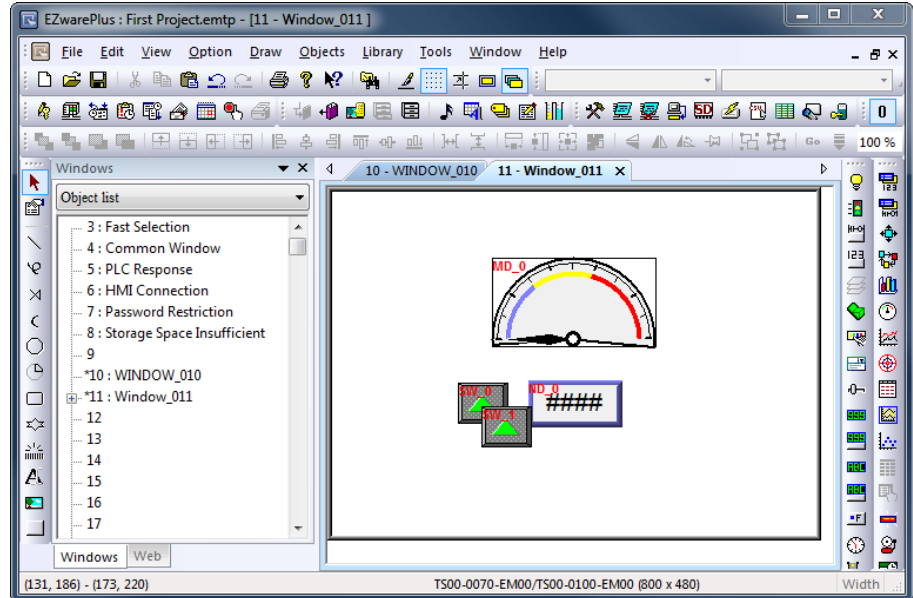 EZwarePlus : First Project.emtp - [11 - Window_011 ]
File Edit View Option Draw Objects Library Tools Window Help
SD 0
Go 100 %
Windows
10 - WINDOW_010 11 - Window_011
Object list
3 : Fast Selection
4 : Common Window
5 : PLC Response
6 : HMI Connection
7 : Password Restriction
8 : Storage Space Insufficient
9
*10 : WINDOW_010
*11 : Window_011
12
13
14
15
16
17
MD_0
SW_0
SW_1
ND_0
####
Windows Web
(131, 186) - (173, 220)
TS00-0070-EM00/TS00-0100-EM00 (800 x 480)
Width